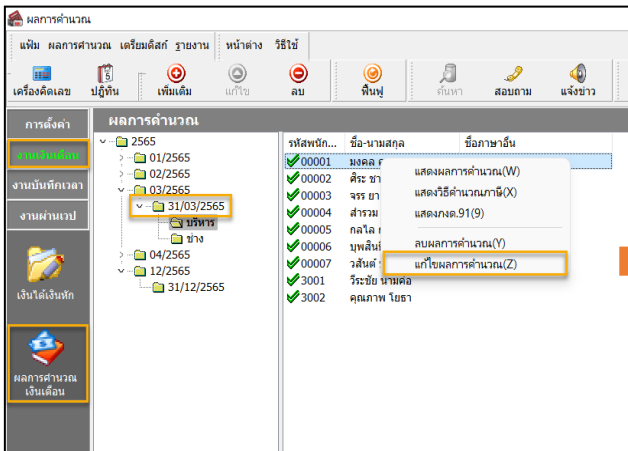 ผลการคำนวณ
แฟ้ม ผลการคำนวณ เตรียมดิสก์ รายงาน หน้าต่าง วิธีใช้
เครื่องคิดเลข ปฏิทิน เพิ่มเติม แก้ไข ลบ ฟื้นฟู ค้นหา สอบถาม แจ้งข่าว
การตั้งค่า
งานเงินเดือน
งานบันทึกเวลา
งานผ่านเวป
เงินได้เงินหัก
ผลการคำนวณ
เงินเดือน
ผลการคำนวณ
2565
01/2565
02/2565
03/2565
31/03/2565
บริหาร
ช่าง
04/2565
12/2565
31/12/2565
รหัสพนัก... ชื่อ-นามสกุล ชื่อภาษาอื่น
00001 มงคล
00002 ศิระ
00003 จรร ยา
00004 สำรวม
00005 กลไล
00006
00007 วสันต์
3001 วีระชัย นามคือ
3002 คุณภาพ โยธา
แสดงผลการคำนวณ(W)
แสดงวิธีคำนวณภาษี(X)
แสดงภงด.91(9)
ลบผลการคำนวณ(Y)
แก้ไขผลการคำนวณ(Z)